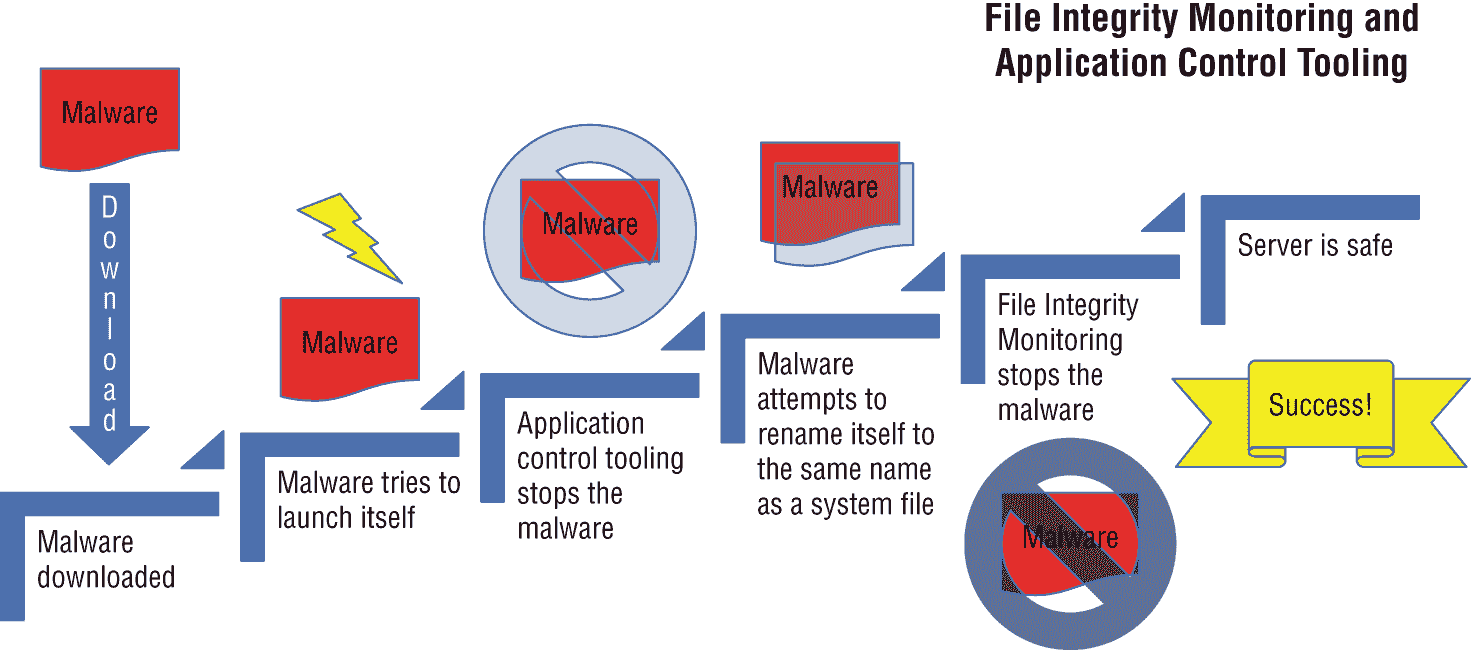 File Integrity Monitoring and
Application Control Tooling
Malware
Download
Malware
downloaded
Malware
Malware tries to
launch itself
Malware
Application
control tooling
stops the
malware
Malware
Malware
attempts to
rename itself to
the same name
as a system file
File Integrity
Monitoring
stops the
malware
Malware
Server is safe
Success!